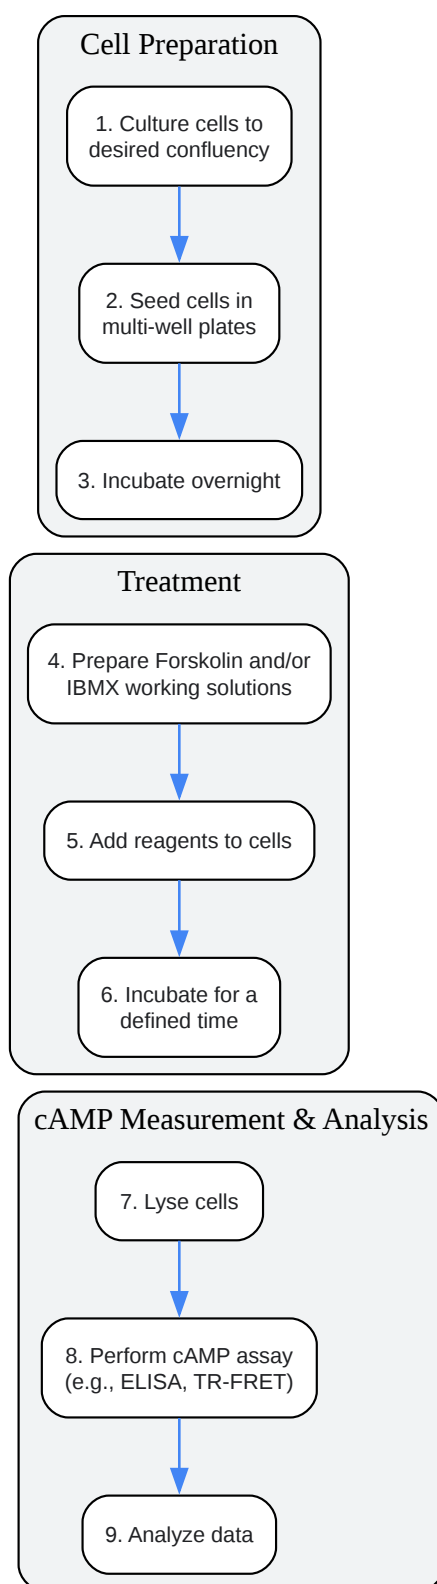 Cell Preparation
1. Culture cells to
desired confluency
2. Seed cells in
multi-well plates
3. Incubate overnight
Treatment
4. Prepare Forskolin and/or
IBMX working solutions
5. Add reagents to cells
6. Incubate for a
defined time
cAMP Measurement & Analysis
7. Lyse cells
8. Perform cAMP assay
(e.g., ELISA, TR-FRET)
9. Analyze data